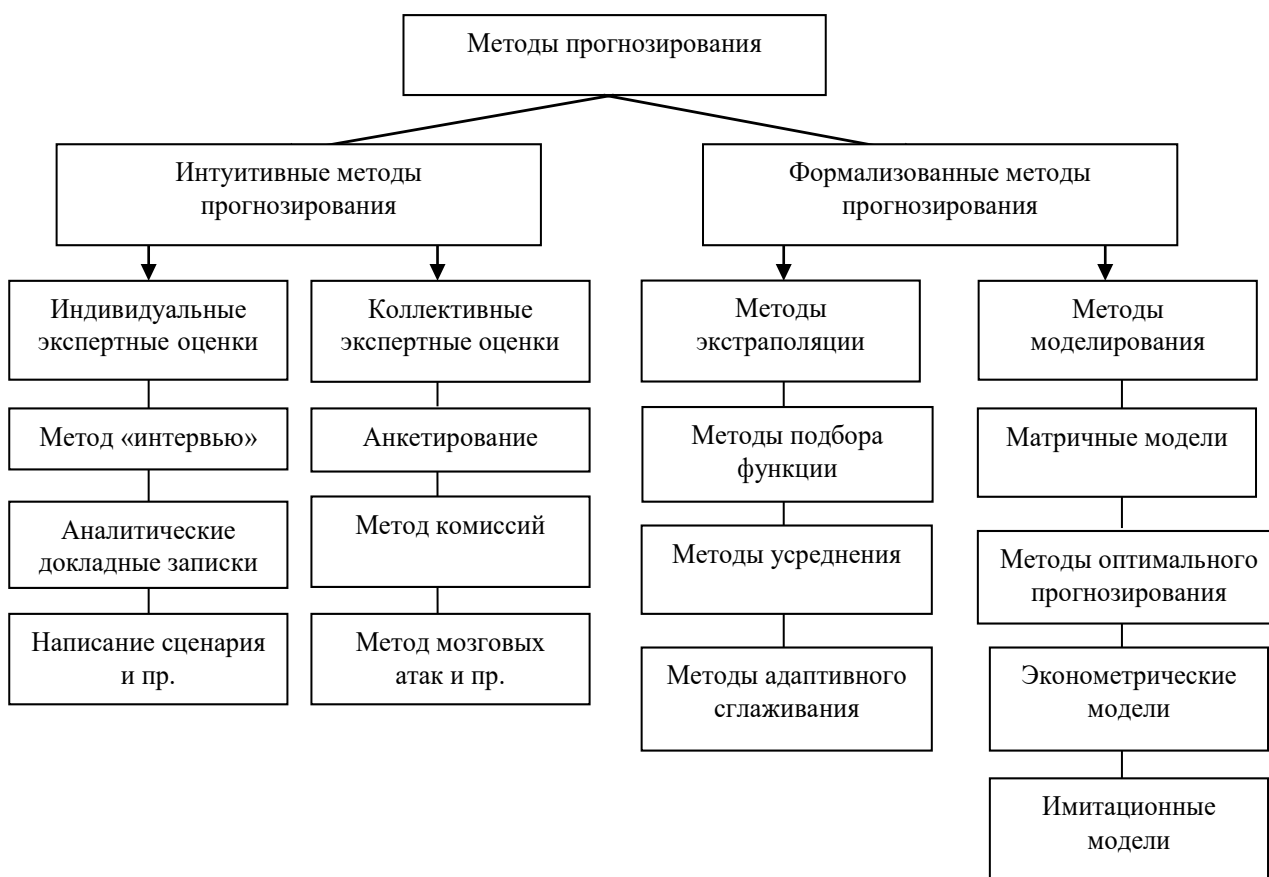 Методы прогнозирования
Интуитивные методы
прогнозирования
Формализованные методы
прогнозирования
Индивидуальные
экспертные оценки
Коллективные
экспертные оценки
Методы
экстраполяции
Методы
моделирования
Метод «интервью»
Анкетирование
Методы подбора
функции
Матричные модели
Аналитические
докладные записки
Метод комиссий
Методы усреднения
Методы оптимального
прогнозирования
Написание сценария
и пр.
Метод мозговых
атак и пр.
Методы адаптивного
сглаживания
Эконометрические
модели
Имитационные
модели